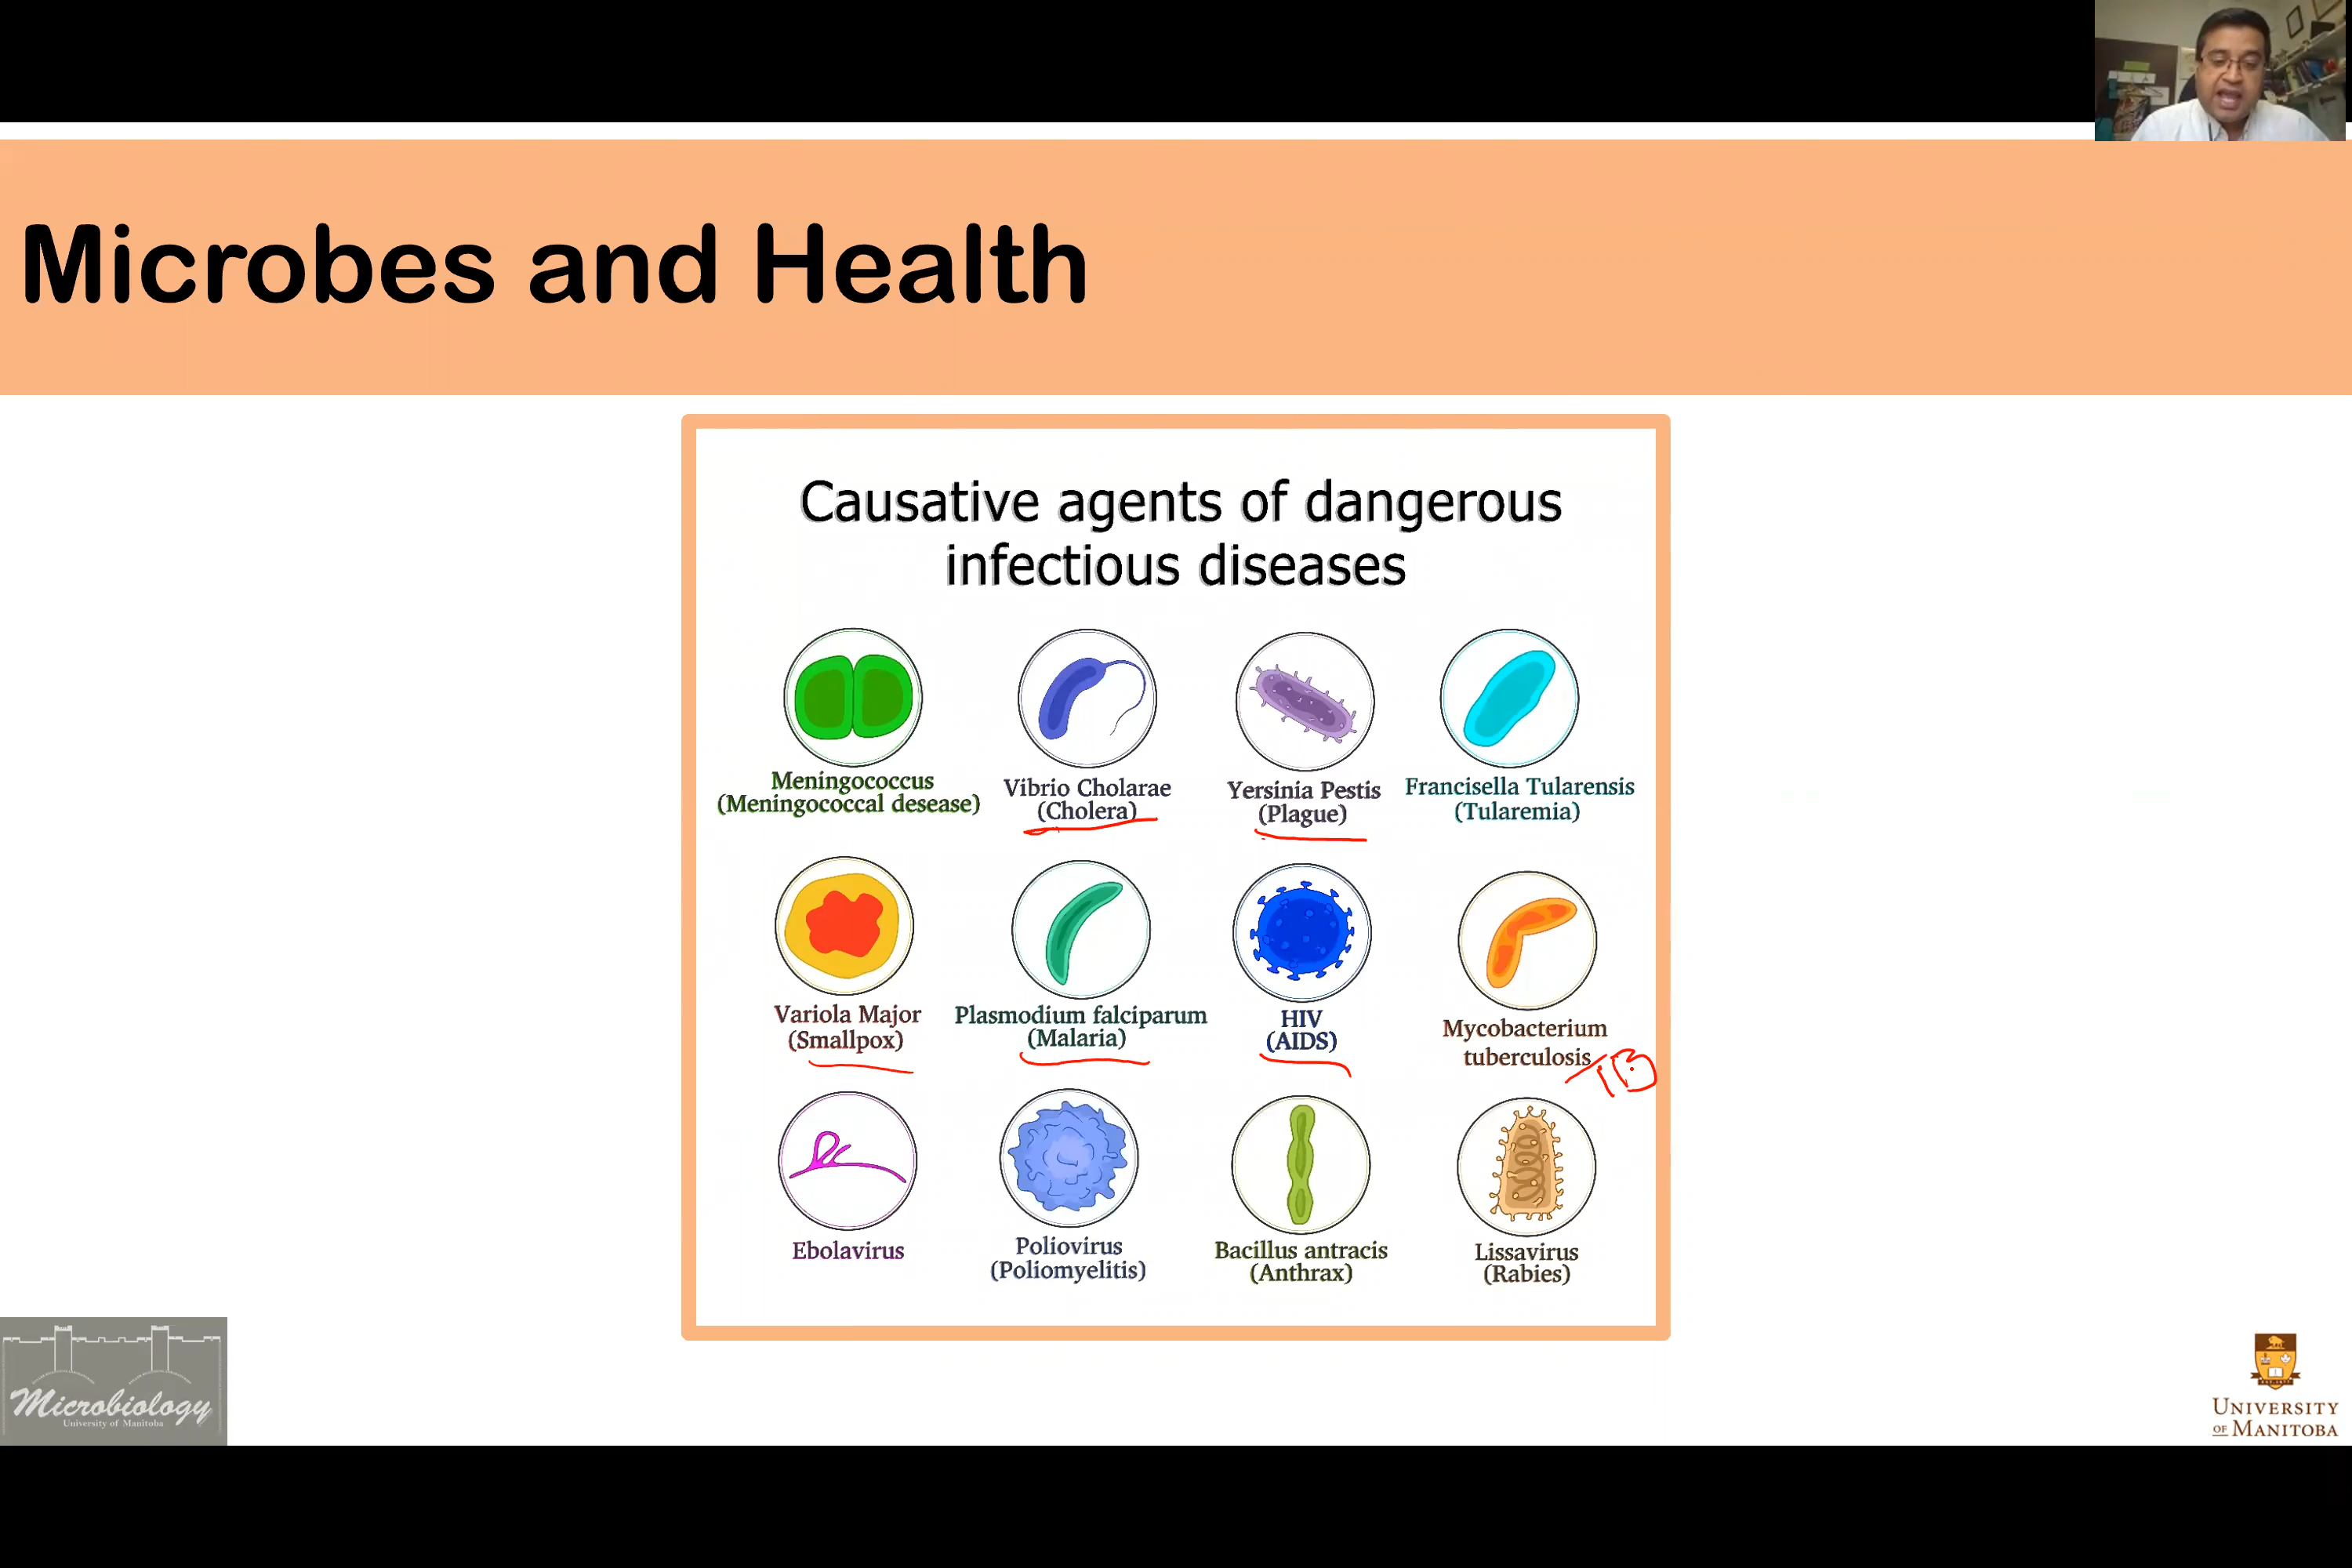 Microbes and Health
Causative agents of dangerous
infectious diseases
Meningococcus
(Meningococcal desease)
Vibrio Cholarae
(Cholera)
Yersinia Pestis
(Plague)
Francisella Tularensis
(Tularemia)
Variola Major
(Smallpox)
Plasmodium falciparum
(Malaria)
HIV
(AIDS)
Mycobacterium
tuberculosis
TB
Ebolavirus
Poliovirus
(Poliomyelitis)
Bacillus antracis
(Anthrax)
Lissavirus
(Rabies)
Microbiology
University of Manitoba
UNIVERSITY
OF MANITOBA